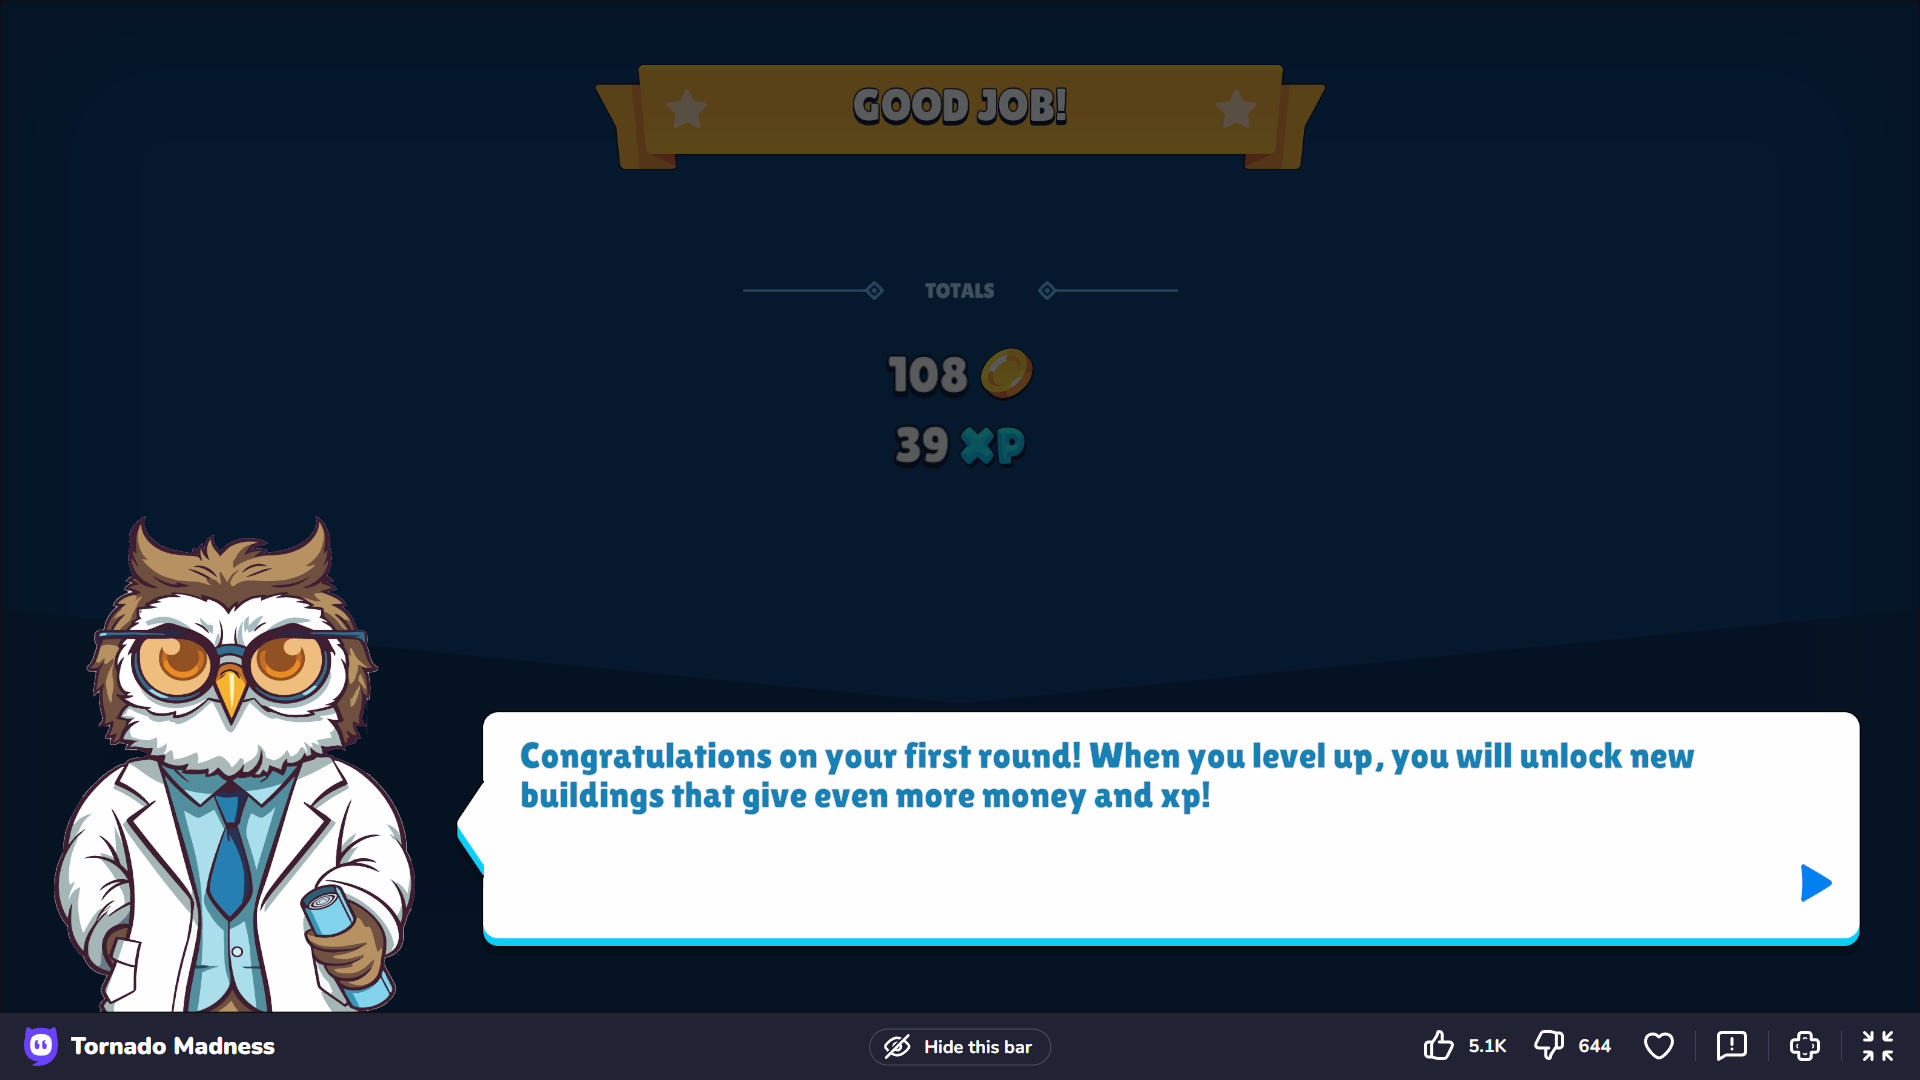 GOOD JOB!
TOTALS
108
39 XP
Congratulations on your first round! When you level up, you will unlock new
buildings that give even more money and xp!
Tornado Madness
Hide this bar
5.1K
644